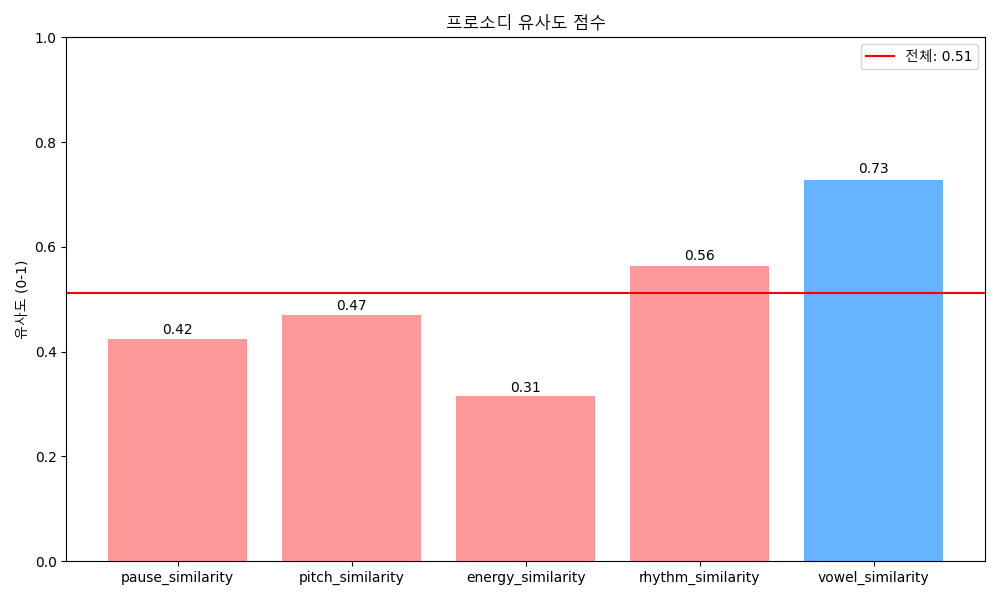 프로소디 유사도 점수
전체: 0.51
유사도 (0-1)
1.0
0.8
0.6
0.4
0.2
0.0
0.42
0.47
0.31
0.56
0.73
pause_similarity
pitch_similarity
energy_similarity
rhythm_similarity
vowel_similarity